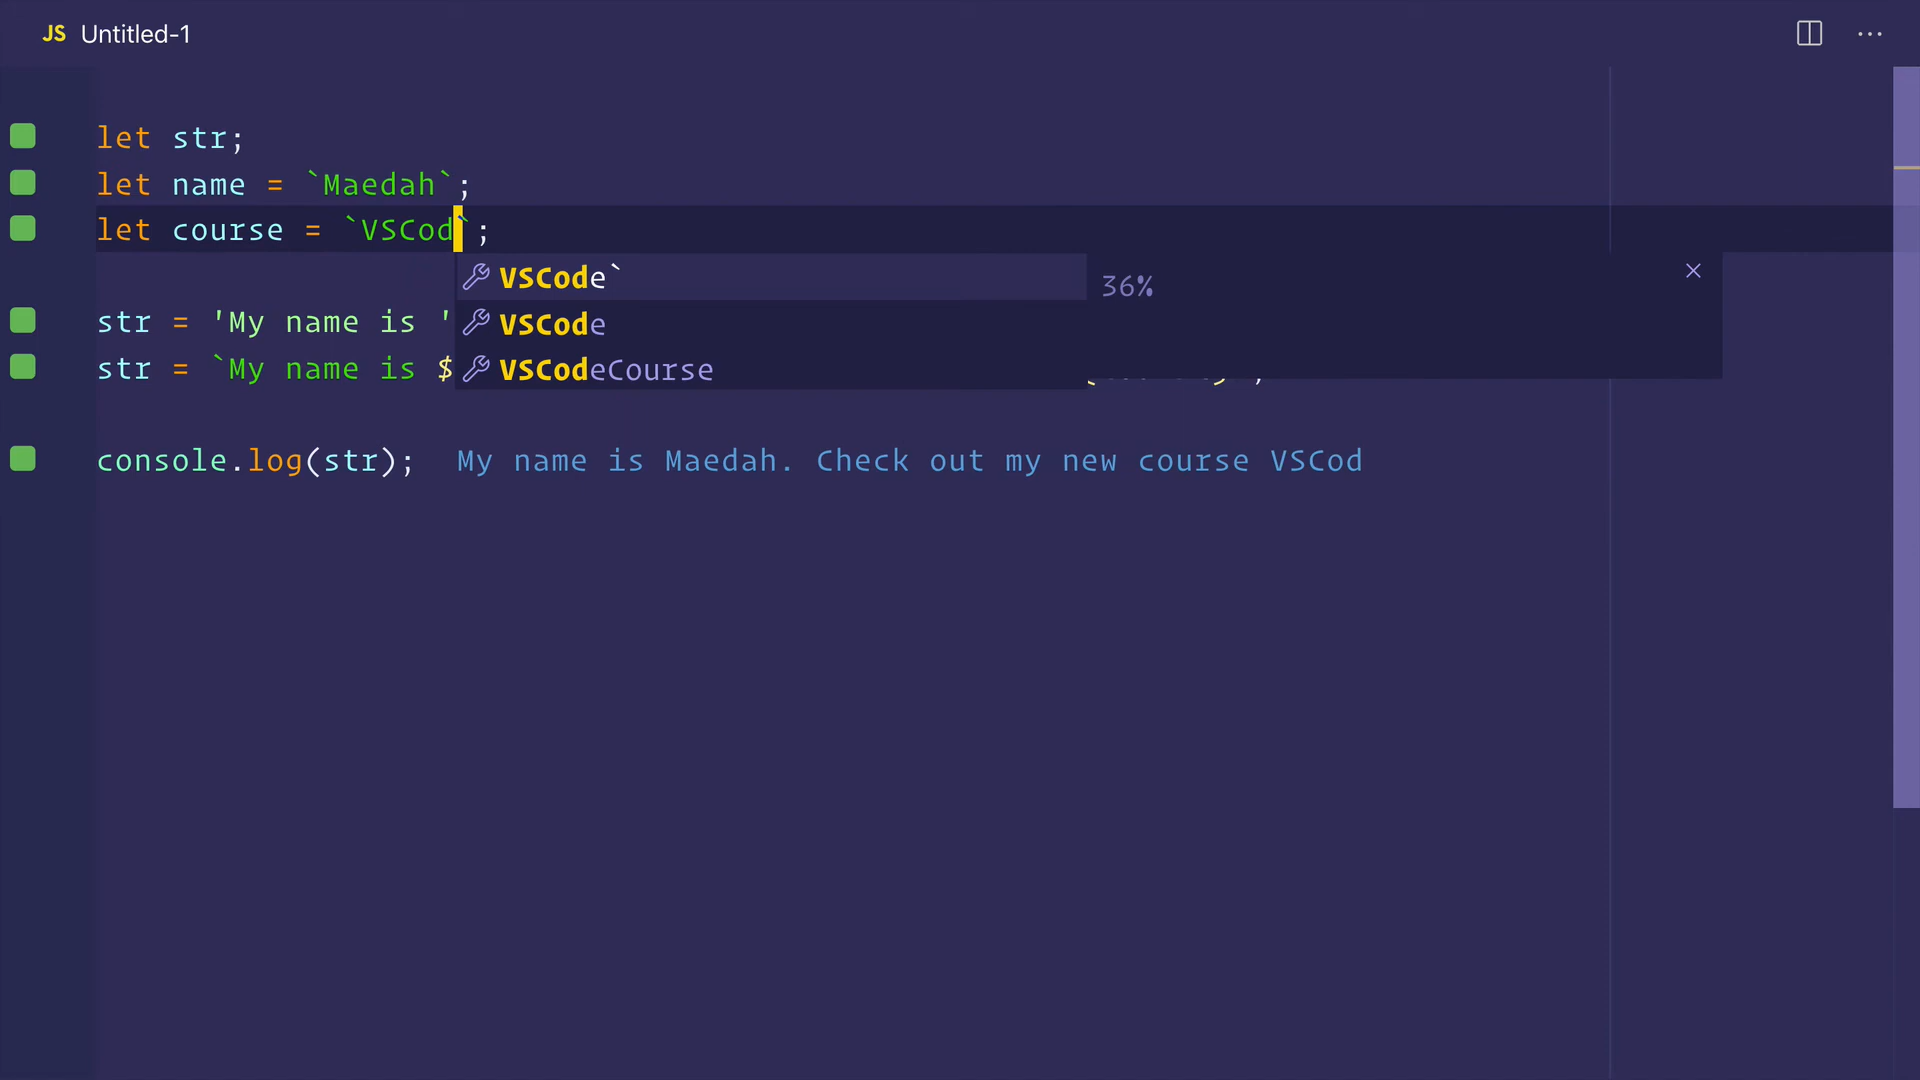 JS Untitled-1
let str;
let name = `Maedah`;
let course = `VSCod`;
VSCode`
36%
VSCode
VSCodeCourse
str = 'My name is '
str = `My name is $
console.log(str); My name is Maedah. Check out my new course VSCod